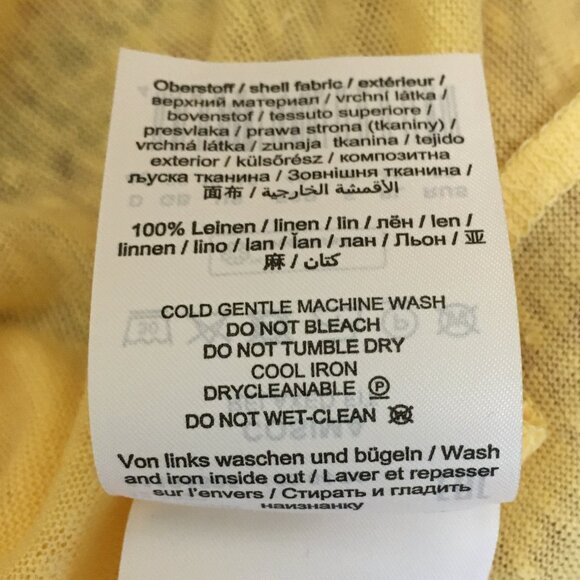 Oberstoff / shell fabric / extérieur /
верхний материал / vrchní látka /
bovenstof / tessuto superiore /
presvlaka / prawa strona (tkaniny) /
vrchná látka / zunaja tkanina / tejido
exterior / külsőrész / композитна
љуска тканина / Зовнішня тканина /
面布 / الأقمشة الخارجية /
100% Leinen / linen / lin / лён / len /
linnen / lino / lan / ľan / лан / Льон / 亚
麻 / كتان /
COLD GENTLE MACHINE WASH
DO NOT BLEACH
DO NOT TUMBLE DRY
COOL IRON
DRYCLEANABLE Ⓟ
DO NOT WET-CLEAN
Von links waschen und bügeln / Wash
and iron inside out / Laver et repasser
sur l'envers / Стирать и гладить
наизнанку